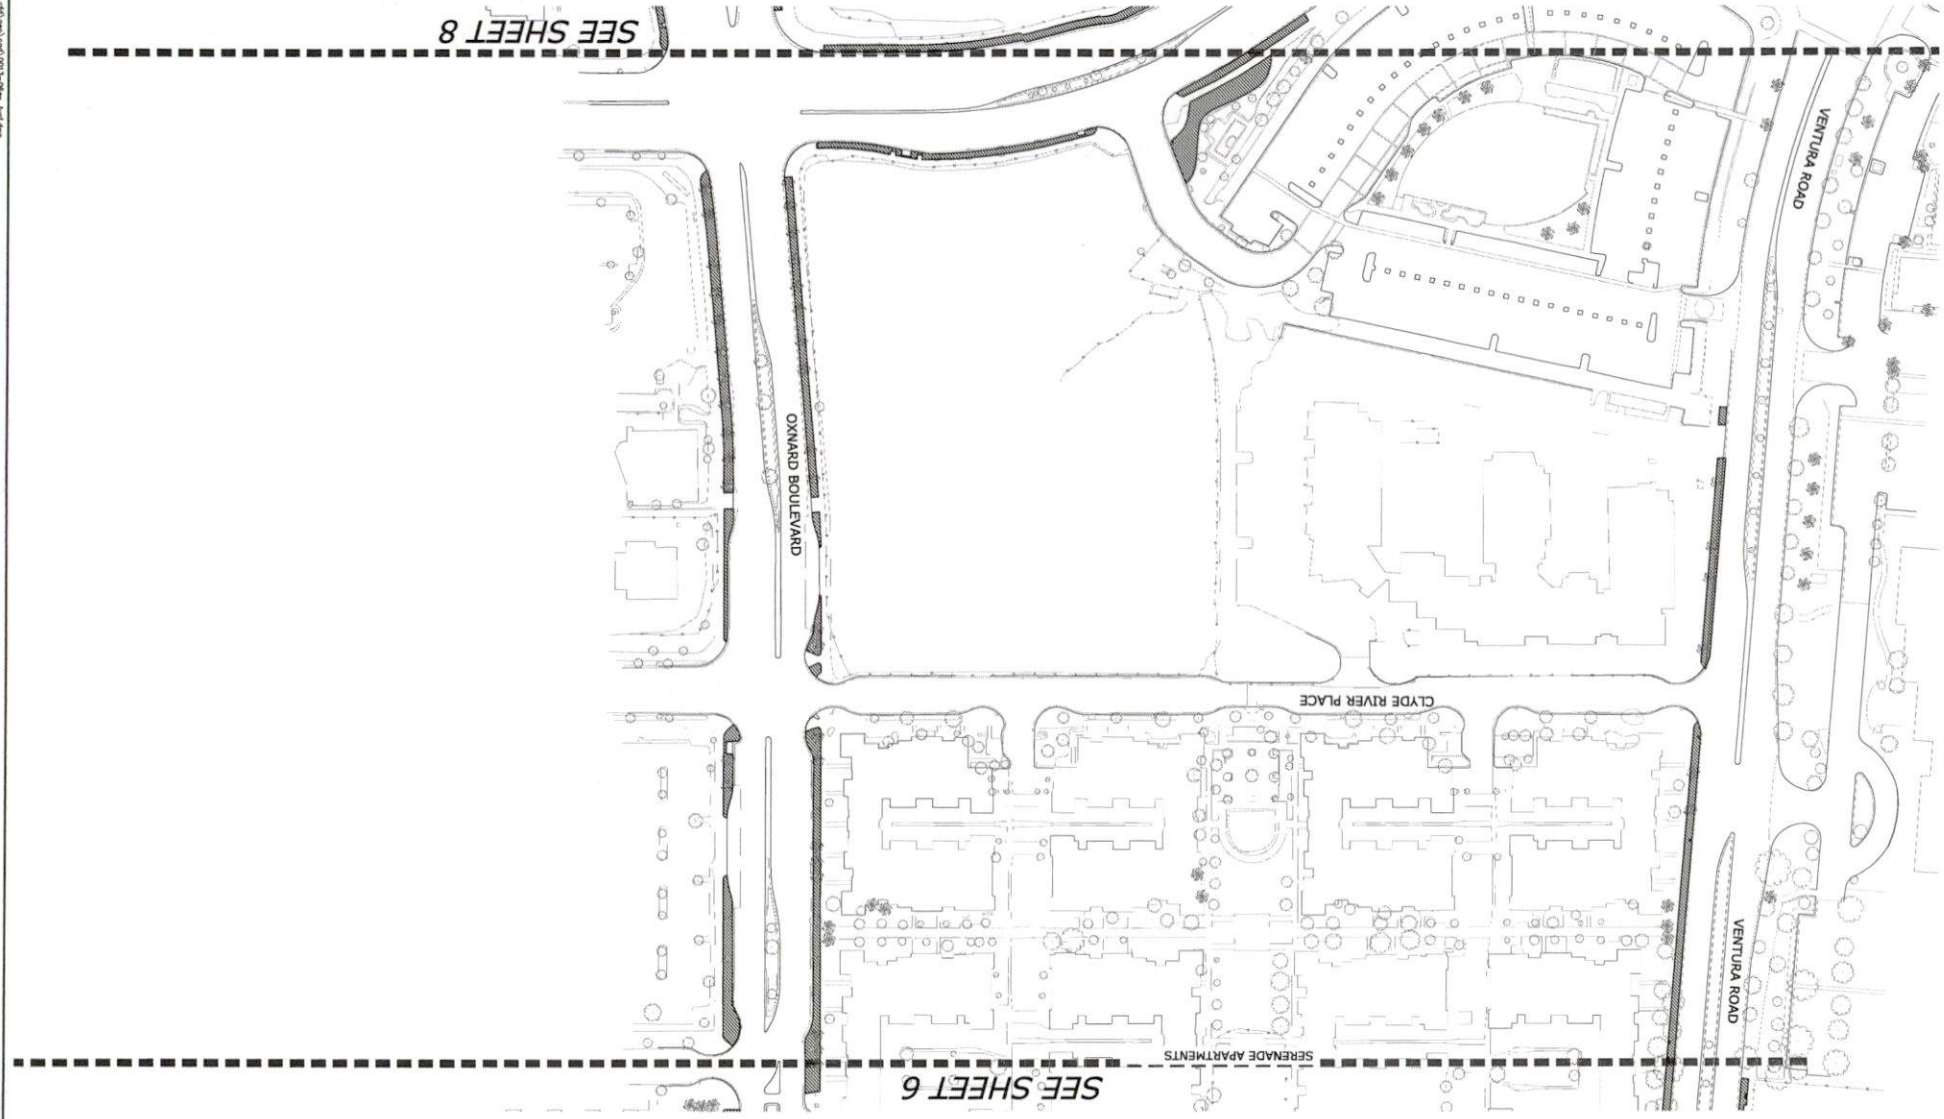 SEE SHEET 8
VENTURA ROAD
OXNARD BOULEVARD
CLYDE RIVER PLACE
VENTURA ROAD
SERENADE APARTMENTS
SEE SHEET 6